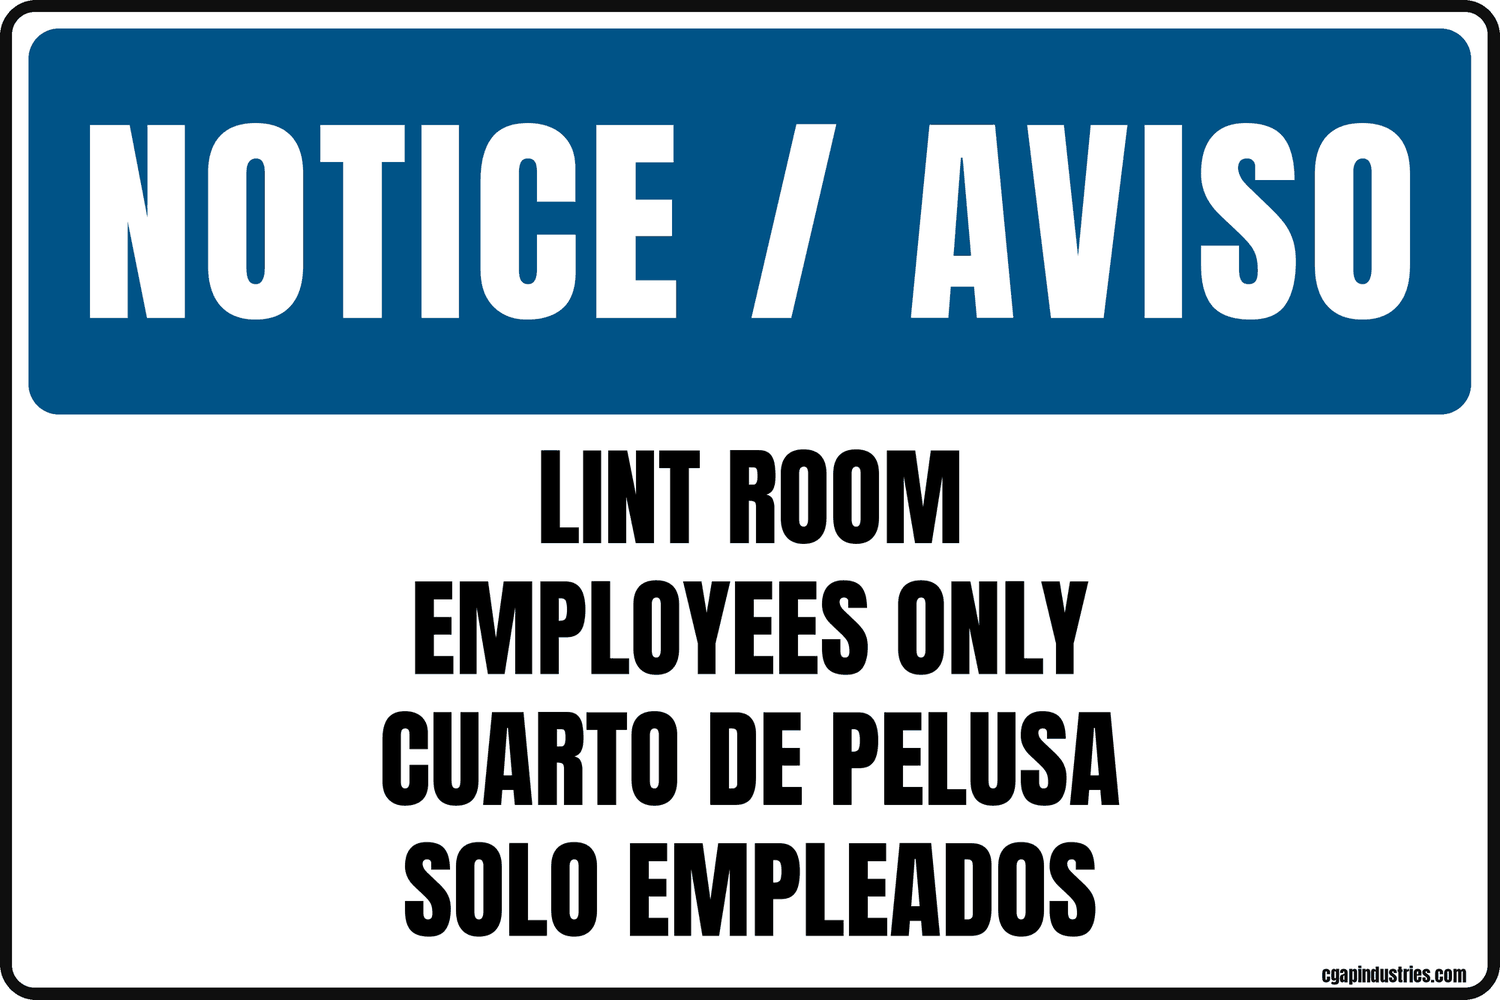 NOTICE / AVISO
LINT ROOM
EMPLOYEES ONLY
CUARTO DE PELUSA
SOLO EMPLEADOS
cgapindustries.com